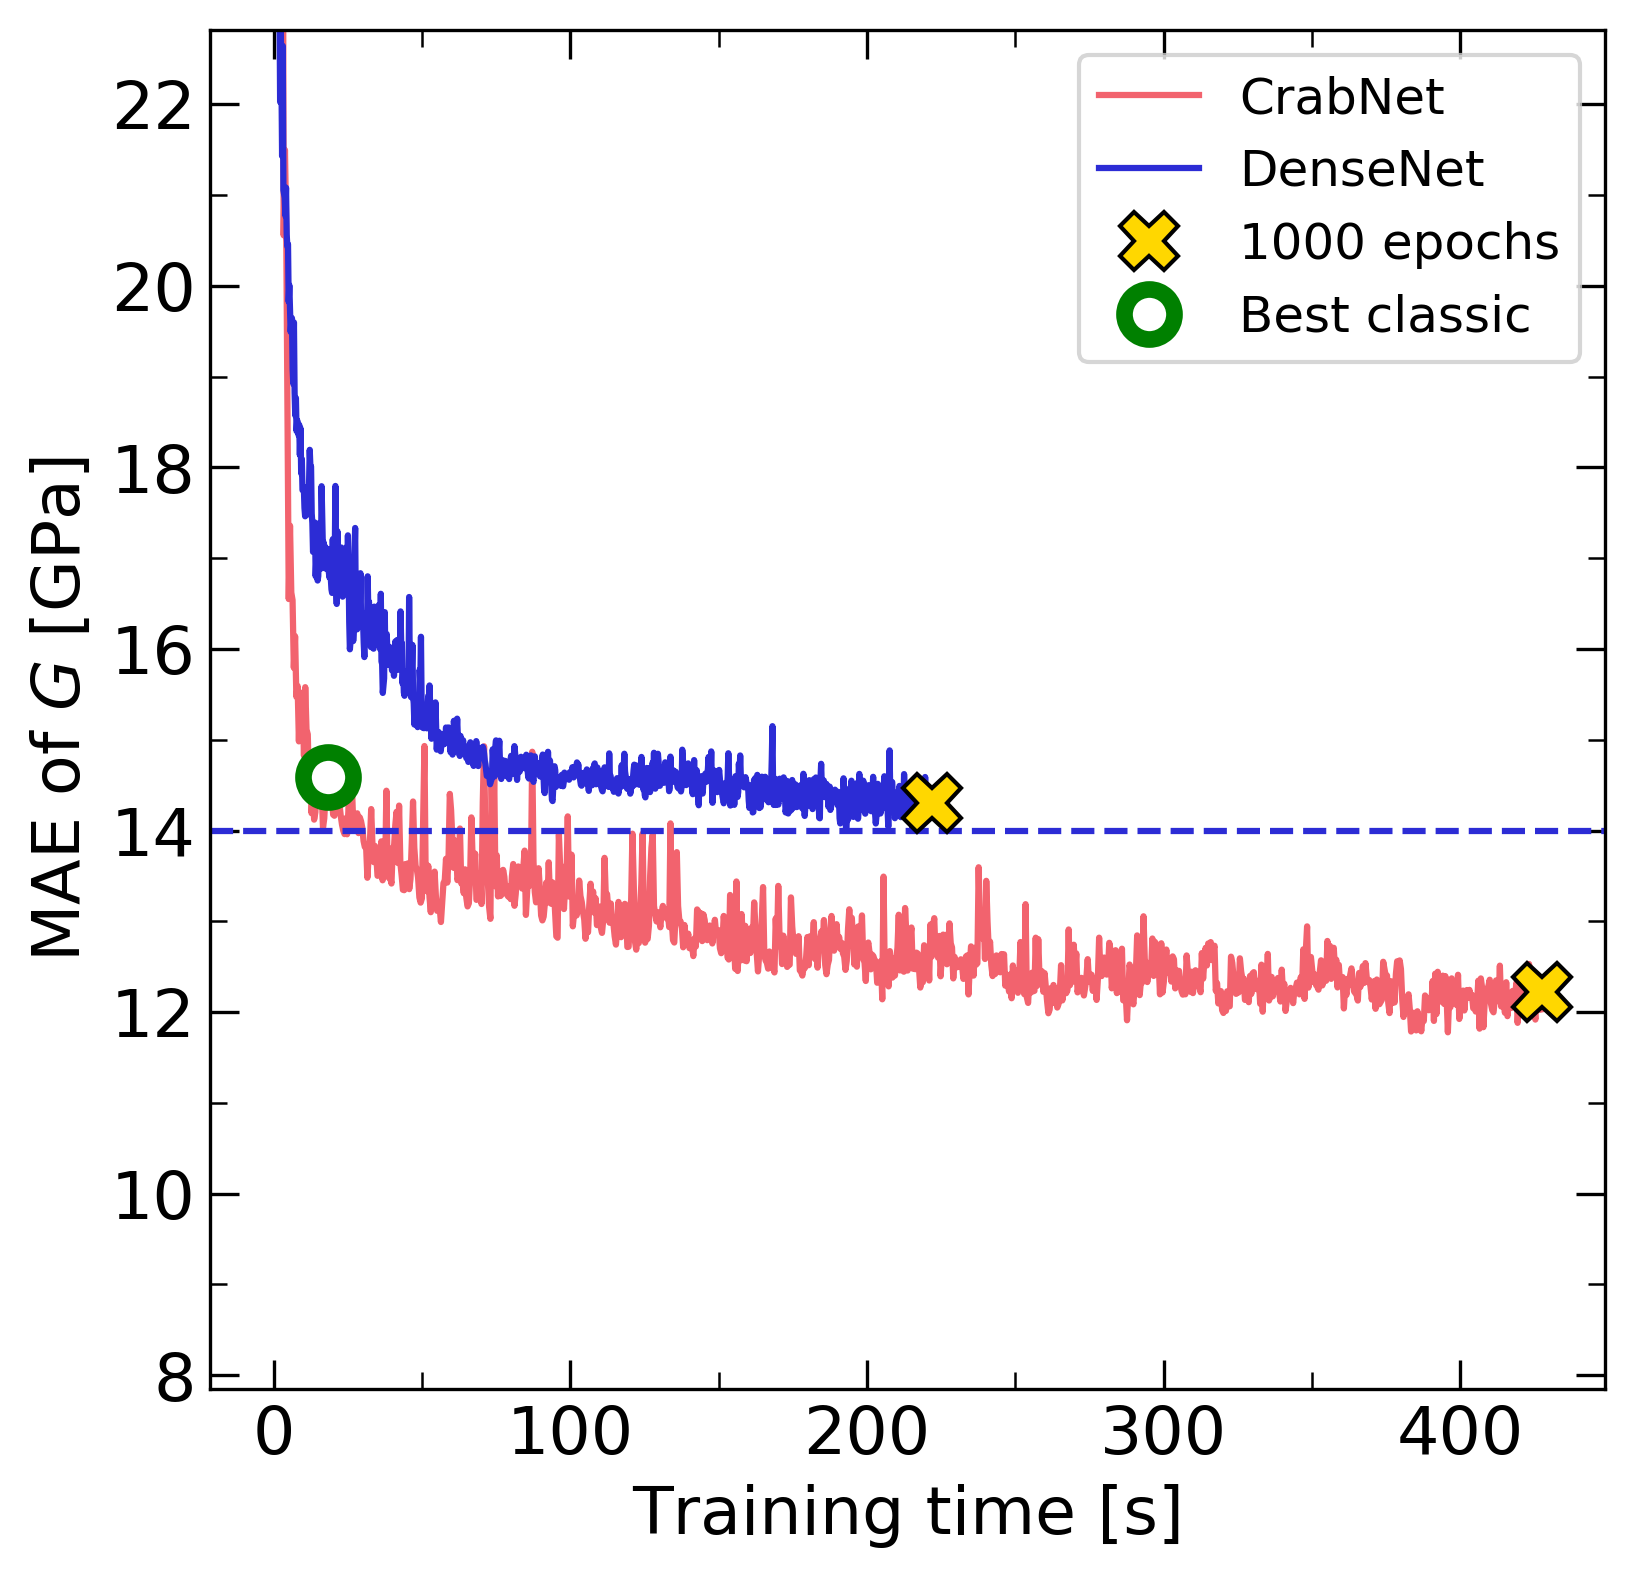 22
20
18
16
14
12
10
8
MAE of G [GPa]
CrabNet
DenseNet
1000 epochs
Best classic
0 100 200 300 400
Training time [s]